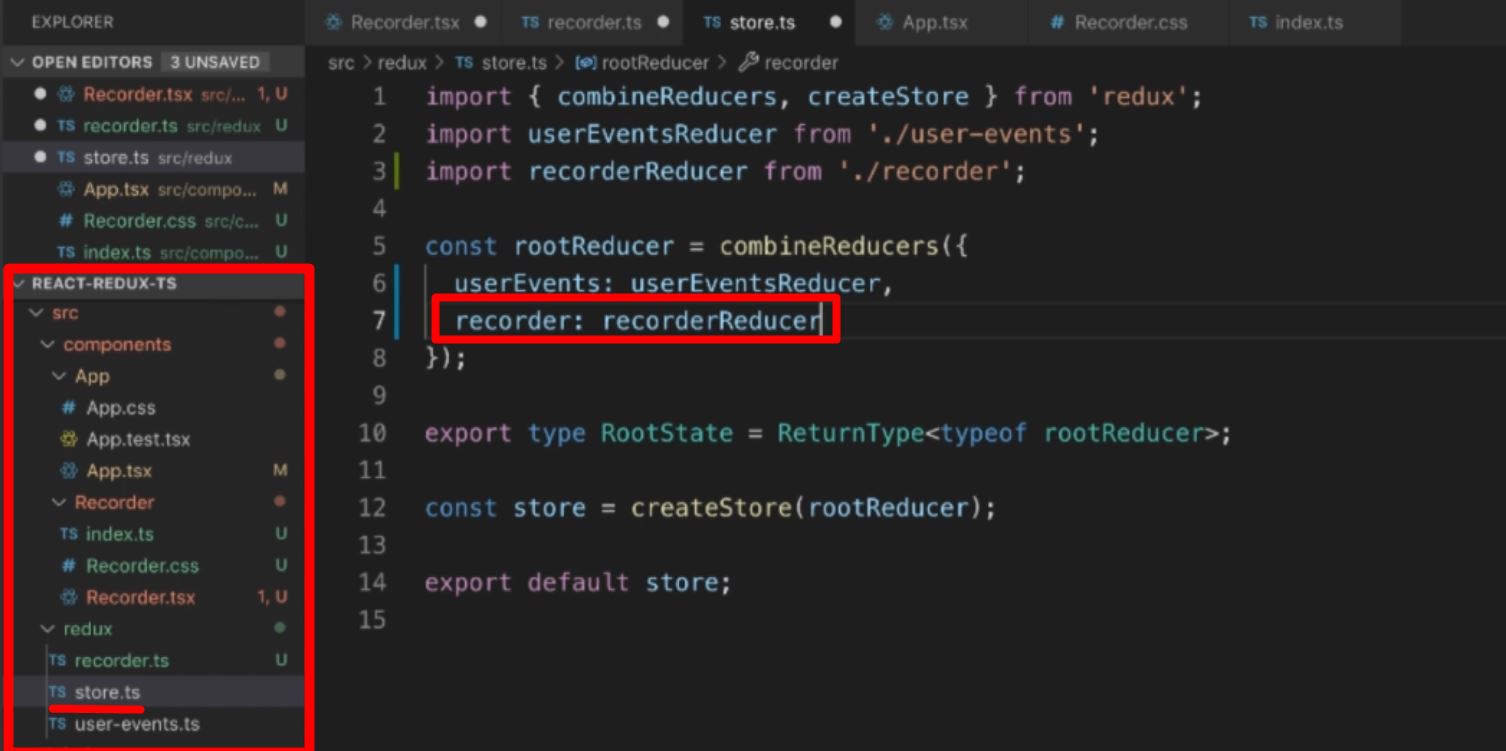 EXPLORER
Recorder.tsx
TS recorder.ts
TS store.ts
App.tsx
# Recorder.css
TS index.ts
OPEN EDITORS 3 UNSAVED
Recorder.tsx src/... 1, U
TS recorder.ts src/redux U
TS store.ts src/redux
App.tsx src/compo... M
# Recorder.css src/c... U
TS index.ts src/compo... U
REACT-REDUX-TS
src
components
App
# App.css
App.test.tsx
App.tsx M
Recorder
TS index.ts U
# Recorder.css U
Recorder.tsx 1, U
redux
TS recorder.ts U
TS store.ts
TS user-events.ts
src > redux > TS store.ts > rootReducer > recorder
1 import { combineReducers, createStore } from 'redux';
2 import userEventsReducer from './user-events';
3 import recorderReducer from './recorder';
4
5 const rootReducer = combineReducers({
6 userEvents: userEventsReducer,
7 recorder: recorderReducer
8 });
9
10 export type RootState = ReturnType<typeof rootReducer>;
11
12 const store = createStore(rootReducer);
13
14 export default store;
15